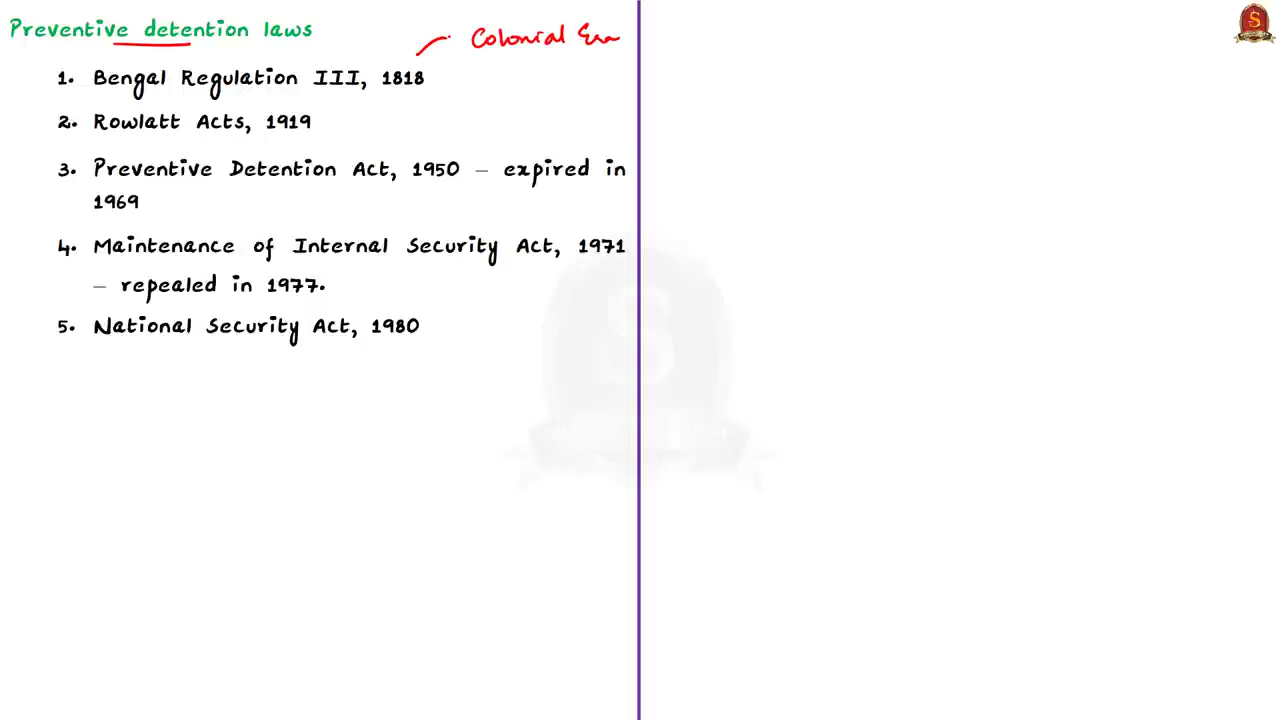 Preventive detention laws
Colonial Era
1. Bengal Regulation III, 1818
2. Rowlatt Acts, 1919
3. Preventive Detention Act, 1950 – expired in
1969
4. Maintenance of Internal Security Act, 1971
– repealed in 1977.
5. National Security Act, 1980
S
S